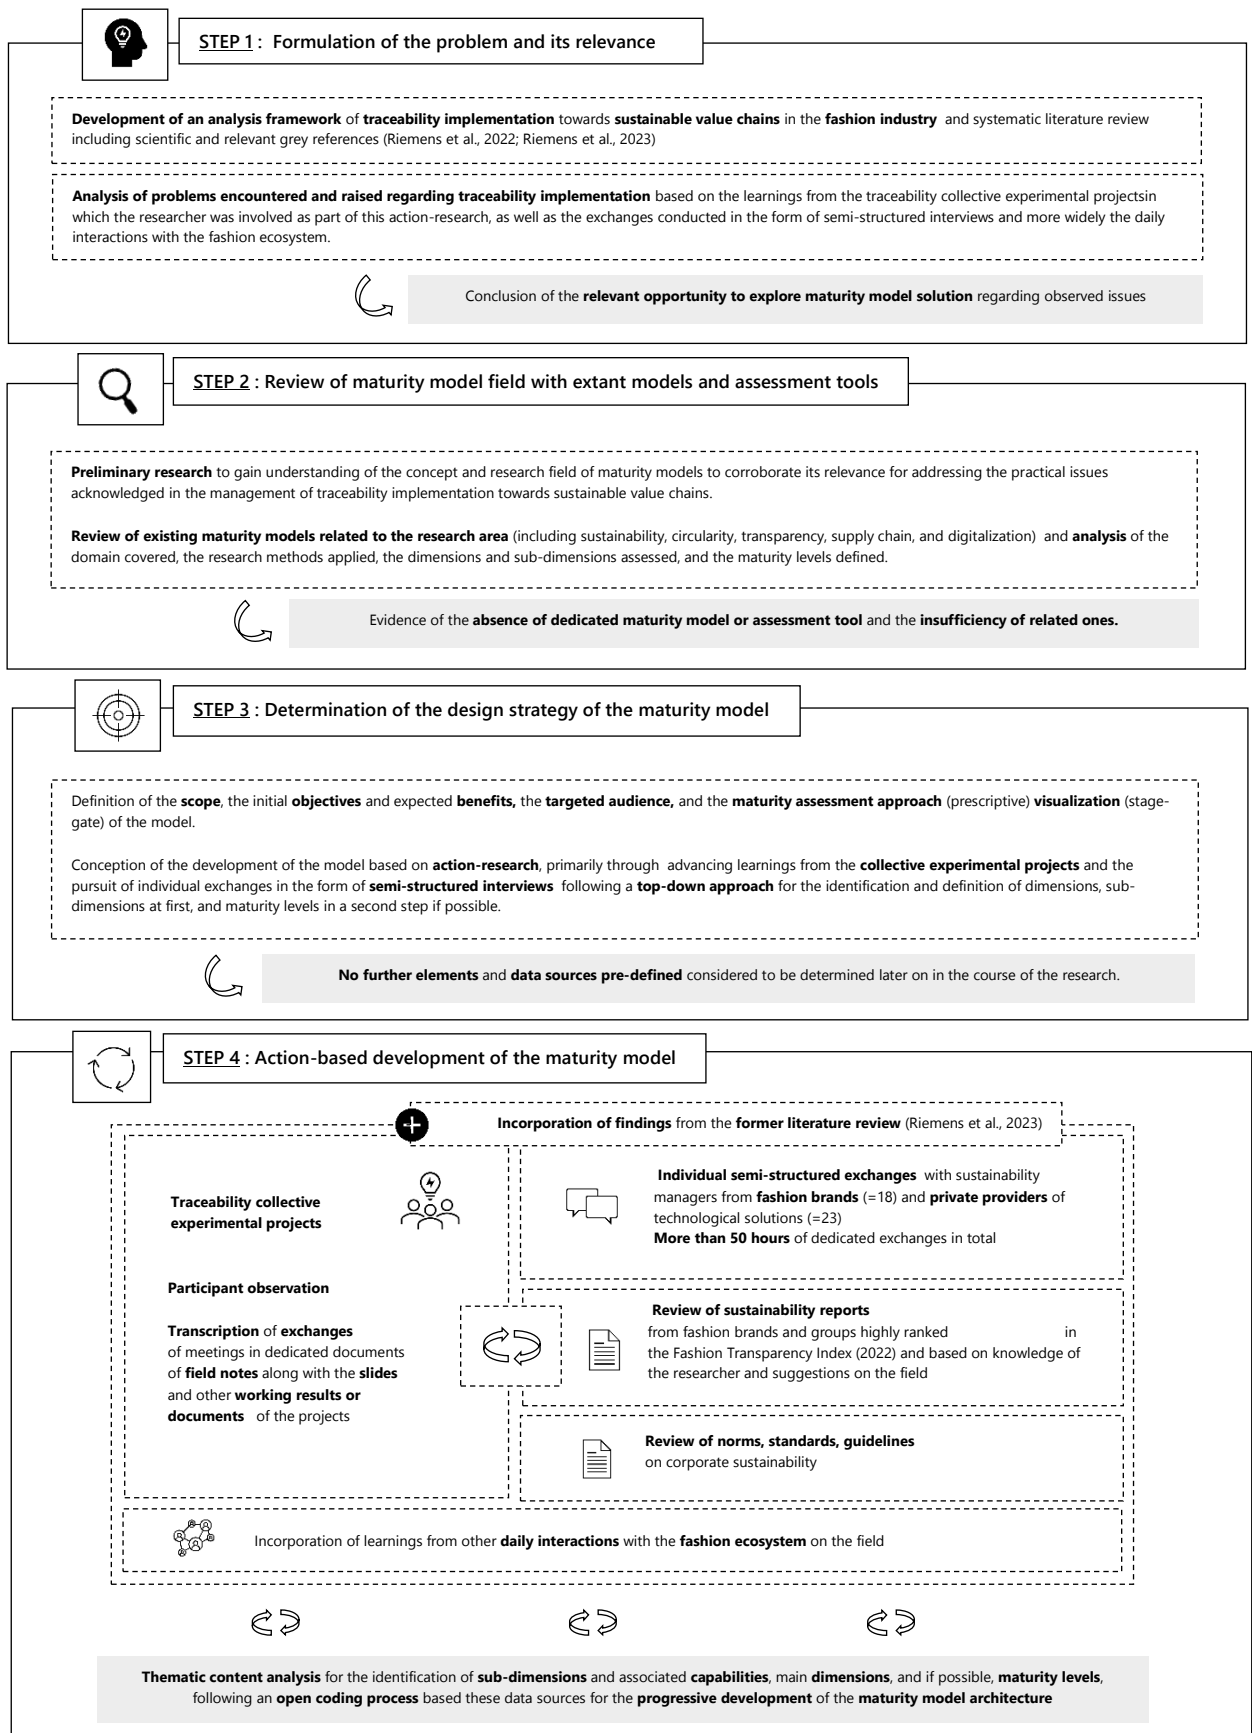 STEP 1 : Formulation of the problem and its relevance
Development of an analysis framework of traceability implementation towards sustainable value chains in the fashion industry and systematic literature review
including scientific and relevant grey references (Riemens et al., 2022; Riemens et al., 2023)
Analysis of problems encountered and raised regarding traceability implementation based on the learnings from the traceability collective experimental projectsin
which the researcher was involved as part of this action-research, as well as the exchanges conducted in the form of semi-structured interviews and more widely the daily
interactions with the fashion ecosystem.
Conclusion of the relevant opportunity to explore maturity model solution regarding observed issues
STEP 2 : Review of maturity model field with extant models and assessment tools
Preliminary research to gain understanding of the concept and research field of maturity models to corroborate its relevance for addressing the practical issues
acknowledged in the management of traceability implementation towards sustainable value chains.
Review of existing maturity models related to the research area (including sustainability, circularity, transparency, supply chain, and digitalization) and analysis of the
domain covered, the research methods applied, the dimensions and sub-dimensions assessed, and the maturity levels defined.
Evidence of the absence of dedicated maturity model or assessment tool and the insufficiency of related ones.
STEP 3 : Determination of the design strategy of the maturity model
Definition of the scope, the initial objectives and expected benefits, the targeted audience, and the maturity assessment approach (prescriptive) visualization (stage-
gate) of the model.
Conception of the development of the model based on action-research, primarily through advancing learnings from the collective experimental projects and the
pursuit of individual exchanges in the form of semi-structured interviews following a top-down approach for the identification and definition of dimensions, sub-
dimensions at first, and maturity levels in a second step if possible.
No further elements and data sources pre-defined considered to be determined later on in the course of the research.
STEP 4 : Action-based development of the maturity model
Incorporation of findings from the former literature review (Riemens et al., 2023)
Traceability collective
experimental projects
Participant observation
Transcription of exchanges
of meetings in dedicated documents
of field notes along with the slides
and other working results or
documents of the projects
Individual semi-structured exchanges with sustainability
managers from fashion brands (=18) and private providers of
technological solutions (=23)
More than 50 hours of dedicated exchanges in total
Review of sustainability reports
from fashion brands and groups highly ranked in
the Fashion Transparency Index (2022) and based on knowledge of
the researcher and suggestions on the field
Review of norms, standards, guidelines
on corporate sustainability
Incorporation of learnings from other daily interactions with the fashion ecosystem on the field
Thematic content analysis for the identification of sub-dimensions and associated capabilities, main dimensions, and if possible, maturity levels,
following an open coding process based these data sources for the progressive development of the maturity model architecture